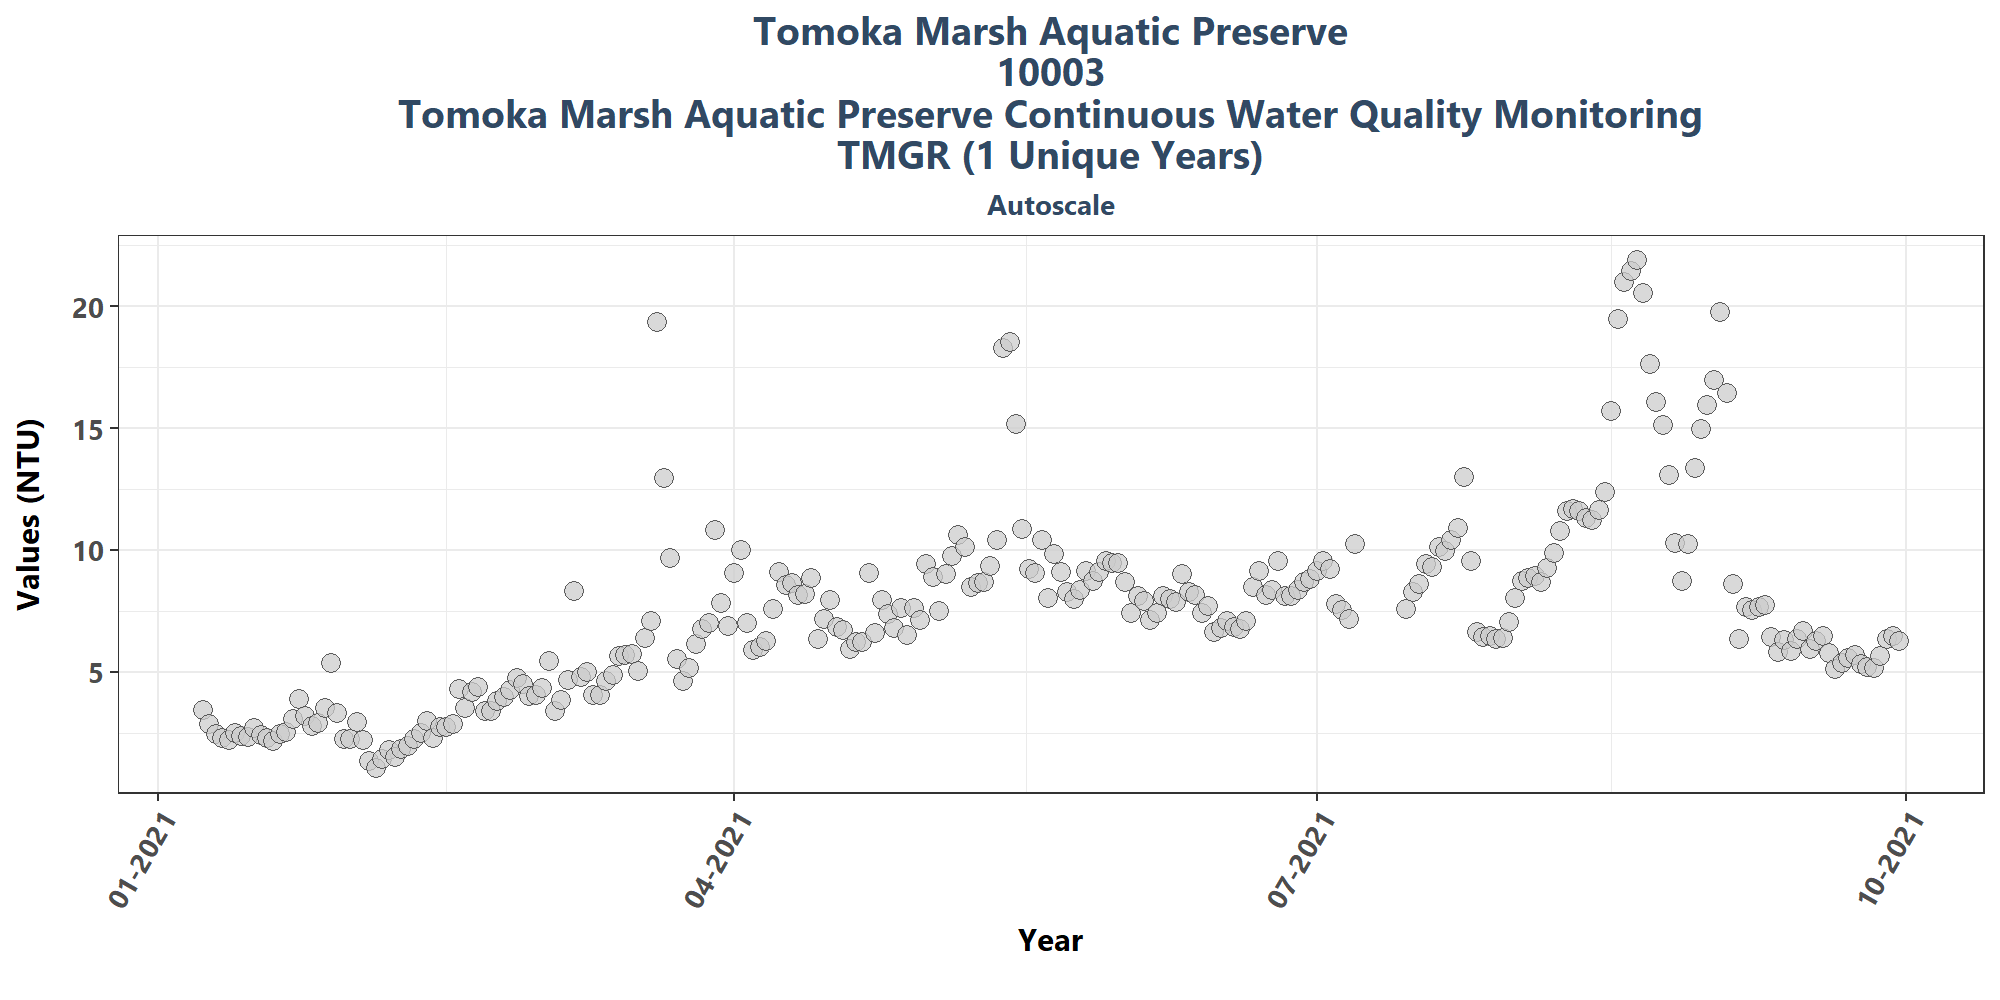 Tomoka Marsh Aquatic Preserve
10003
Tomoka Marsh Aquatic Preserve Continuous Water Quality Monitoring
TMGR (1 Unique Years)
Autoscale
Values (NTU)
20
15
10
5
01-2021
04-2021
07-2021
10-2021
Year